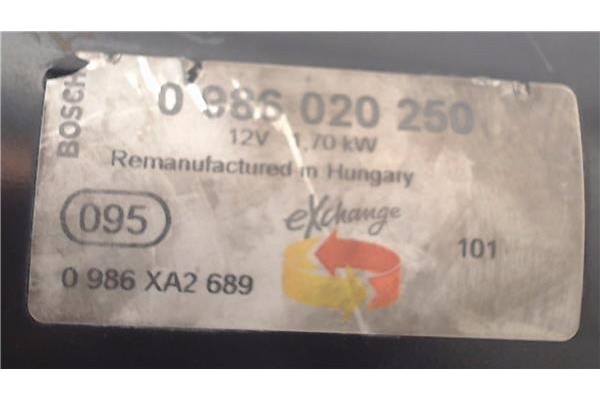 BOSCH
0 986 020 250
12V 1,70 kW
Remanufactured in Hungary
eXchange
095
101
0 986 XA2 689